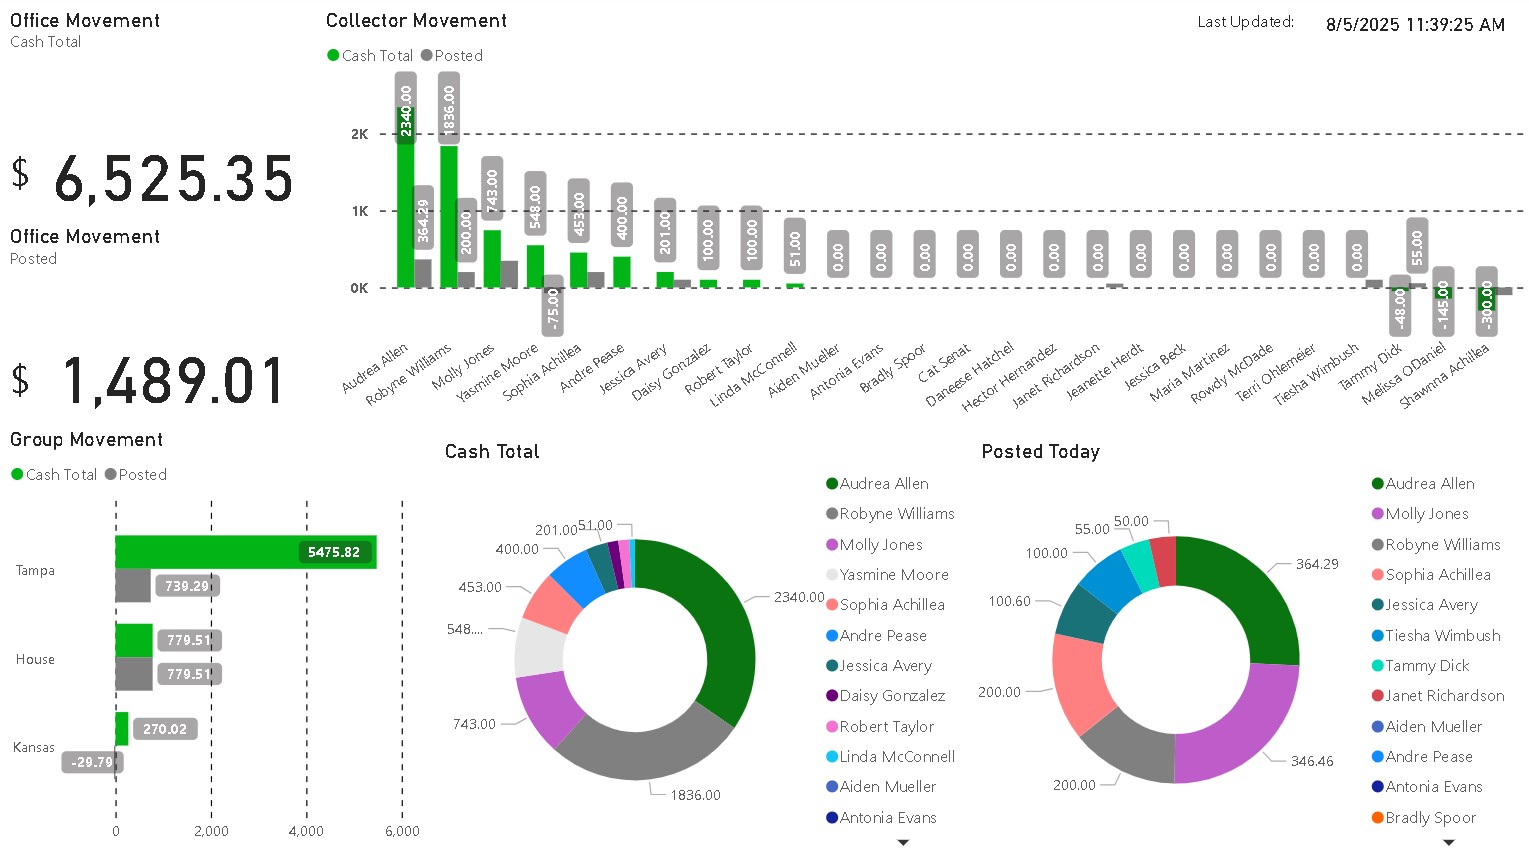 Office Movement
Cash Total
$ 6,525.35
Office Movement
Posted
$ 1,489.01
Collector Movement
Last Updated: 8/5/2025 11:39:25 AM
Cash Total Posted
2K
1K
0K
2340.00
364.29
1836.00
200.00
743.00
548.00
-75.00
453.00
400.00
201.00
100.00
100.00
51.00
0.00
0.00
0.00
0.00
0.00
0.00
0.00
0.00
0.00
0.00
0.00
0.00
0.00
-48.00
55.00
-145.00
-300.00
Audrea Allen
Robyne Williams
Molly Jones
Yasmine Moore
Sophia Achillea
Andre Pease
Jessica Avery
Daisy Gonzalez
Robert Taylor
Linda McConnell
Aiden Mueller
Antonia Evans
Bradly Spoor
Cat Senat
Daneese Hatchel
Hector Hernandez
Janet Richardson
Jeanette Herdt
Jessica Beck
Maria Martinez
Rowdy McDade
Terri Ohlemeier
Tiesha Wimbush
Tammy Dick
Melissa ODaniel
Shawnna Achillea
Group Movement
Cash Total Posted
Tampa
5475.82
739.29
House
779.51
779.51
Kansas
270.02
-29.79
0 2,000 4,000 6,000
Cash Total
51.00
201.00
400.00
453.00
548....
743.00
1836.00
2340.00
Audrea Allen
Robyne Williams
Molly Jones
Yasmine Moore
Sophia Achillea
Andre Pease
Jessica Avery
Daisy Gonzalez
Robert Taylor
Linda McConnell
Aiden Mueller
Antonia Evans
Posted Today
50.00
55.00
100.00
100.60
200.00
200.00
346.46
364.29
Audrea Allen
Molly Jones
Robyne Williams
Sophia Achillea
Jessica Avery
Tiesha Wimbush
Tammy Dick
Janet Richardson
Aiden Mueller
Andre Pease
Antonia Evans
Bradly Spoor